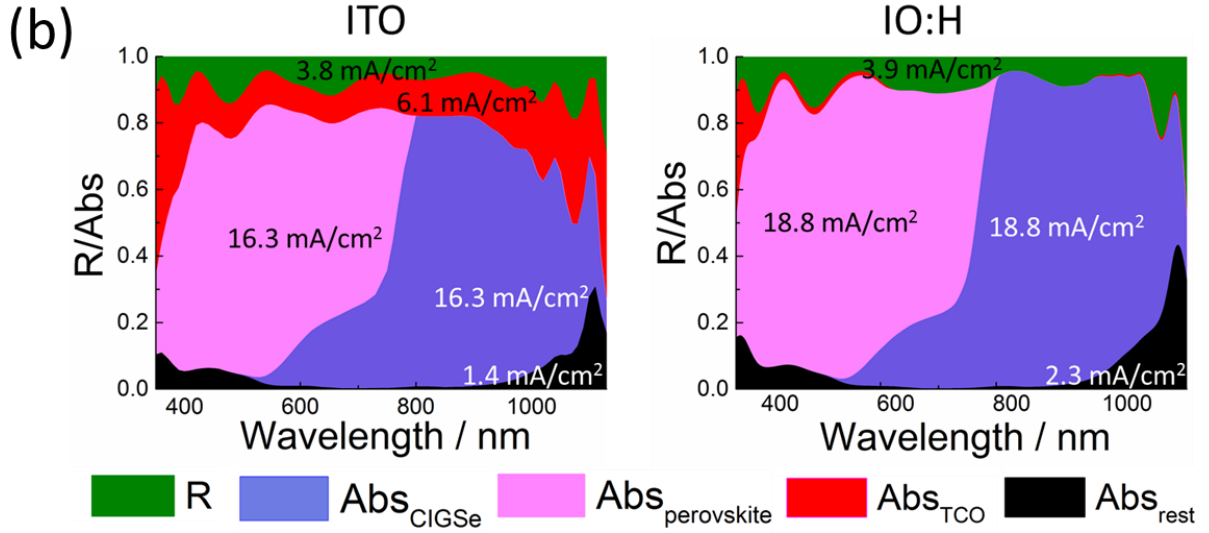 (b)
ITO
IO:H
R/Abs
1.0
0.8
0.6
0.4
0.2
0.0
3.8 mA/cm²
6.1 mA/cm²
16.3 mA/cm²
16.3 mA/cm²
1.4 mA/cm²
400 600 800 1000
Wavelength / nm
R/Abs
1.0
0.8
0.6
0.4
0.2
0.0
3.9 mA/cm²
18.8 mA/cm²
18.8 mA/cm²
2.3 mA/cm²
400 600 800 1000
Wavelength / nm
R Abs_CIGSe Abs_perovskite Abs_TCO Abs_rest